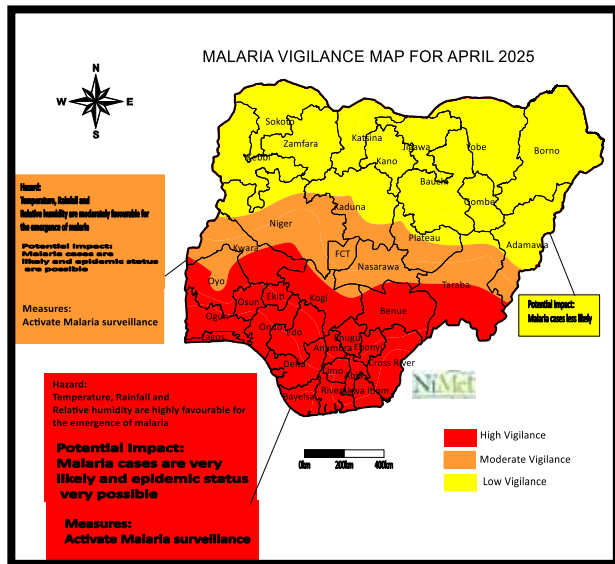 MALARIA VIGILANCE MAP FOR APRIL 2025
N
W
E
S
Sokoto
Zamfara
Katsina
Jigawa
Yobe
Borno
Kebbi
Kano
Bauchi
Gombe
Kaduna
Niger
Plateau
Adamawa
Kwara
FCT
Nasarawa
Taraba
Oyo
Osun
Ekiti
Kogi
Benue
Ogun
Ondo
Edo
Lagos
Enugu
Anambra
Ebonyi
Delta
Imo
Abia
Cross River
Bayelsa
Rivers
Akwa Ibom
Hazard:
Temperature, Rainfall and
Relative humidity are moderately favourable for
the emergence of malaria
Potential Impact:
Malaria cases are
likely and epidemic status
are possible
Measures:
Activate Malaria surveillance
Potential Impact:
Malaria cases less likely
Hazard:
Temperature, Rainfall and
Relative humidity are highly favourable for
the emergence of malaria
Potential Impact:
Malaria cases are very
likely and epidemic status
very possible
Measures:
Activate Malaria surveillance
NiMet
0km 200km 400km
High Vigilance
Moderate Vigilance
Low Vigilance